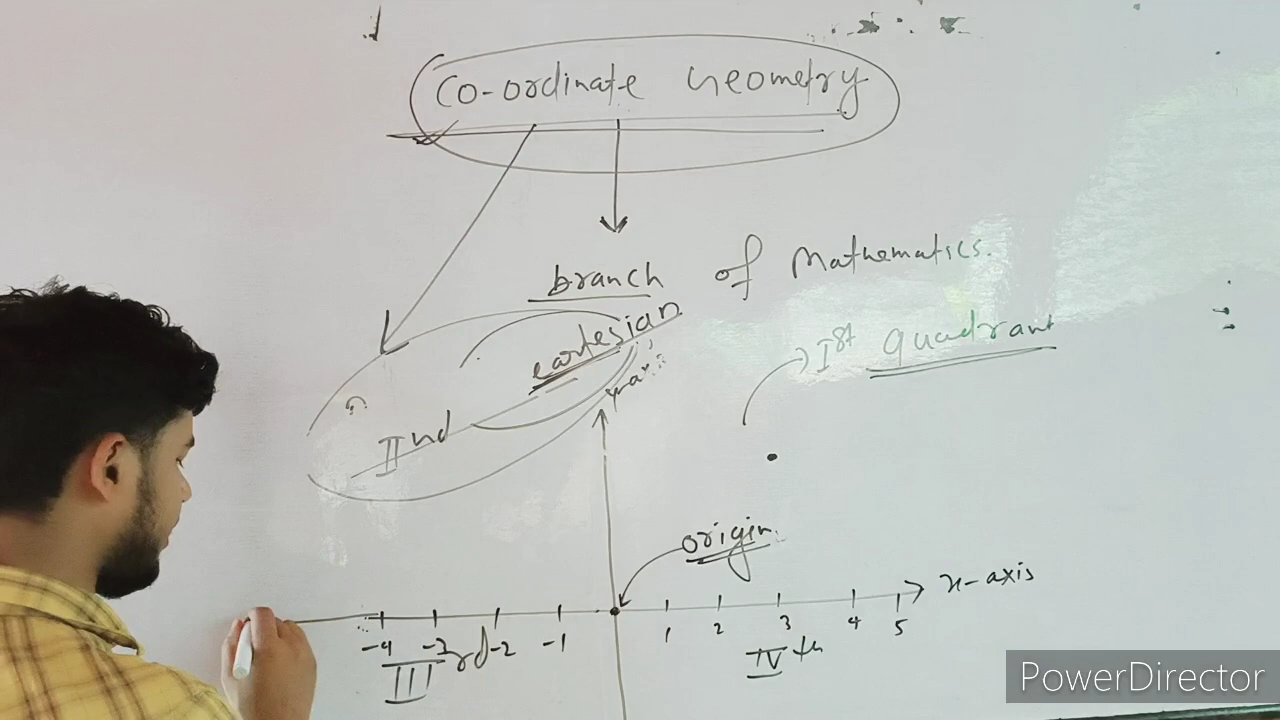 Co-ordinate Geometry
branch of Mathematics.
cartesian
Ist quadrant
IInd
origin
x-axis
-4 -3 -2 -1 1 2 3 4 5
IIIrd
IVth
PowerDirector